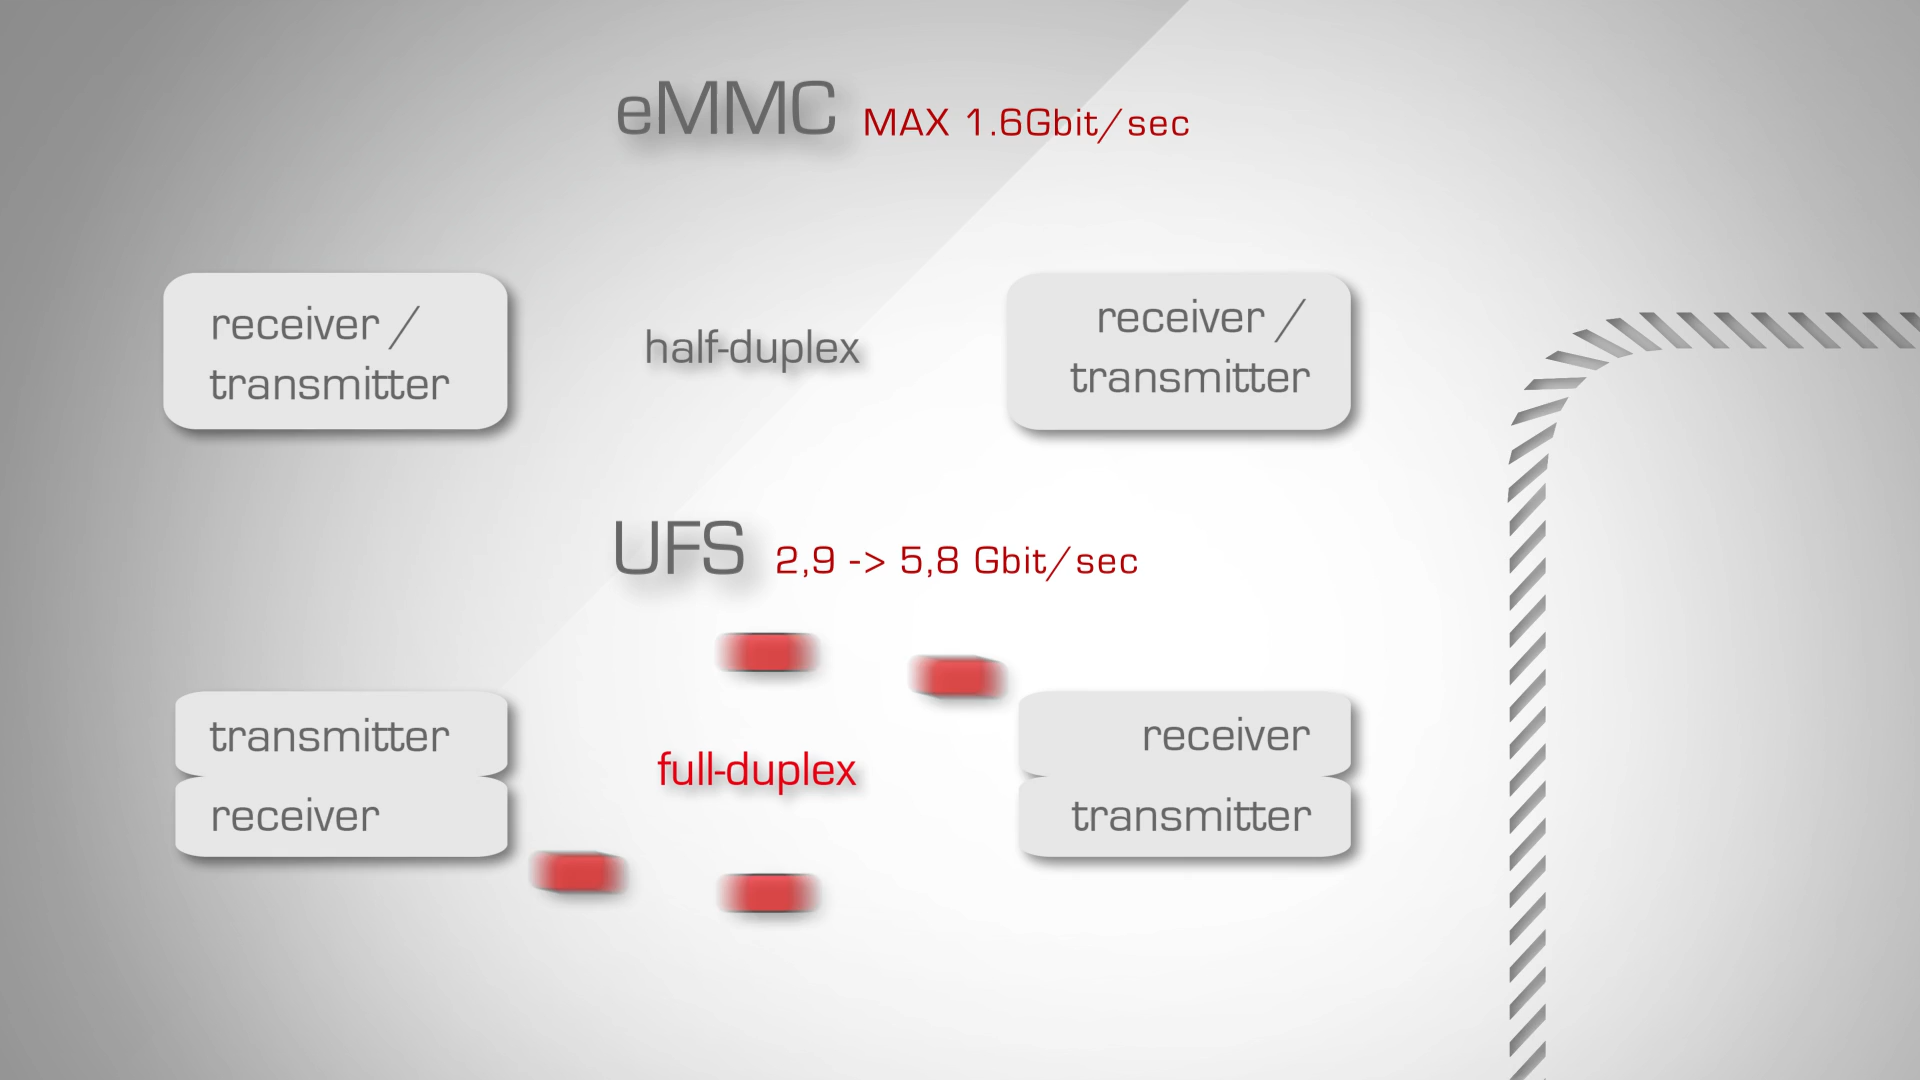 eMMC MAX 1.6Gbit/sec
receiver /
transmitter
half-duplex
receiver /
transmitter
UFS 2,9 -> 5,8 Gbit/sec
transmitter
receiver
full-duplex
receiver
transmitter